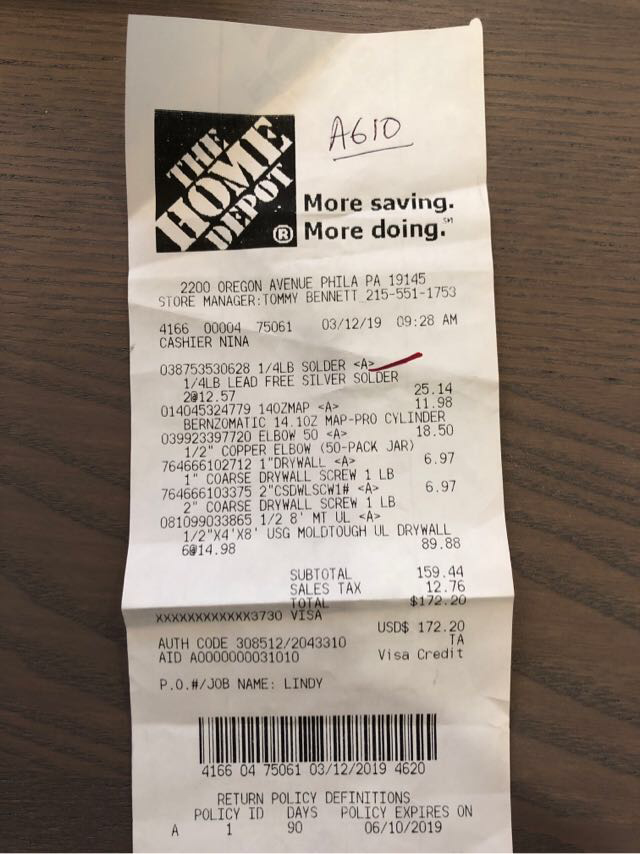 A610
THE
HOME
DEPOT
®
More saving.
More doing.℠
2200 OREGON AVENUE PHILA PA 19145
STORE MANAGER:TOMMY BENNETT 215-551-1753
4166 00004 75061 03/12/19 09:28 AM
CASHIER NINA
038753530628 1/4LB SOLDER <A>
1/4LB LEAD FREE SILVER SOLDER
2@12.57 25.14
014045324779 14OZMAP <A> 11.98
BERNZOMATIC 14.1OZ MAP-PRO CYLINDER
039923397720 ELBOW 50 <A> 18.50
1/2" COPPER ELBOW (50-PACK JAR)
764666102712 1"DRYWALL <A> 6.97
1" COARSE DRYWALL SCREW 1 LB
764666103375 2"CSDWLSCW1# <A> 6.97
2" COARSE DRYWALL SCREW 1 LB
081099033865 1/2 8' MT UL <A>
1/2"X4'X8' USG MOLDTOUGH UL DRYWALL
6@14.98 89.88
SUBTOTAL 159.44
SALES TAX 12.76
TOTAL $172.20
XXXXXXXXXXXX3730 VISA
USD$ 172.20
AUTH CODE 308512/2043310 TA
AID A0000000031010 Visa Credit
P.O.#/JOB NAME: LINDY
4166 04 75061 03/12/2019 4620
RETURN POLICY DEFINITIONS
POLICY ID DAYS POLICY EXPIRES ON
A 1 90 06/10/2019